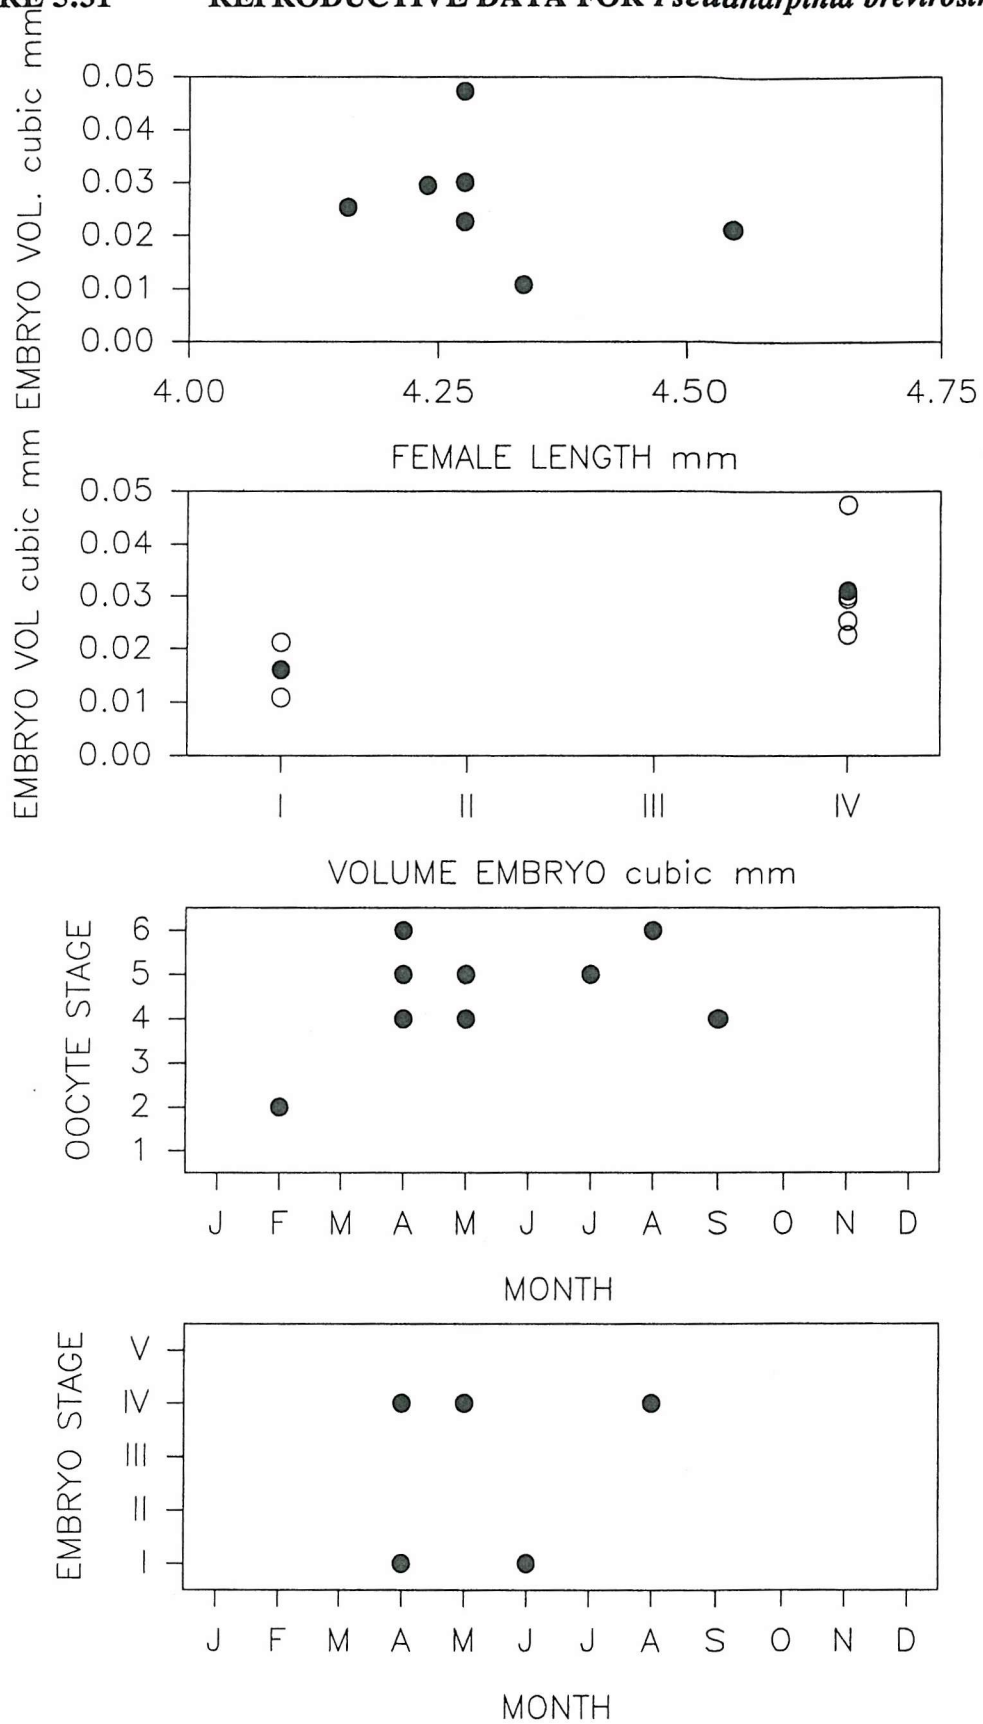 REPRODUCTIVE DATA FOR
EMBRYO VOL. cubic mm
0.05
0.04
0.03
0.02
0.01
0.00
4.00 4.25 4.50 4.75
FEMALE LENGTH mm
EMBRYO VOL cubic mm
0.05
0.04
0.03
0.02
0.01
0.00
I II III IV
VOLUME EMBRYO cubic mm
OOCYTE STAGE
6
5
4
3
2
1
J F M A M J J A S O N D
MONTH
EMBRYO STAGE
V
IV
III
II
I
J F M A M J J A S O N D
MONTH